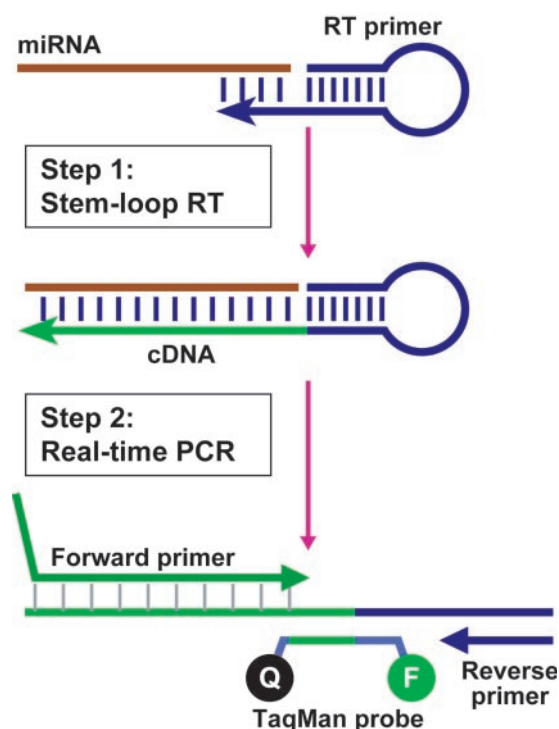 RT primer
miRNA
Step 1:
Stem-loop RT
cDNA
Step 2:
Real-time PCR
Forward primer
Q
F
Reverse
primer
TaqMan probe